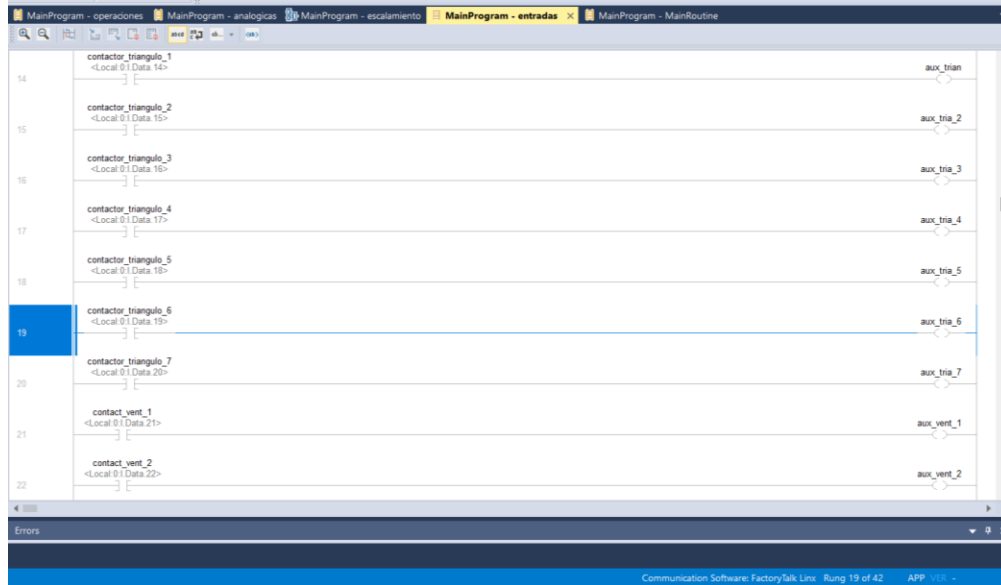 MainProgram - operaciones MainProgram - analogicas MainProgram - escalamiento MainProgram - entradas × MainProgram - MainRoutine
contactor_triangulo_1
<Local:0:I.Data.14>
aux_trian
14
contactor_triangulo_2
<Local:0:I.Data.15>
aux_tria_2
15
contactor_triangulo_3
<Local:0:I.Data.16>
aux_tria_3
16
contactor_triangulo_4
<Local:0:I.Data.17>
aux_tria_4
17
contactor_triangulo_5
<Local:0:I.Data.18>
aux_tria_5
18
contactor_triangulo_6
<Local:0:I.Data.19>
aux_tria_6
19
contactor_triangulo_7
<Local:0:I.Data.20>
aux_tria_7
20
contact_vent_1
<Local:0:I.Data.21>
aux_vent_1
21
contact_vent_2
<Local:0:I.Data.22>
aux_vent_2
22
Errors
Communication Software: FactoryTalk Linx Rung 19 of 42 APP VER